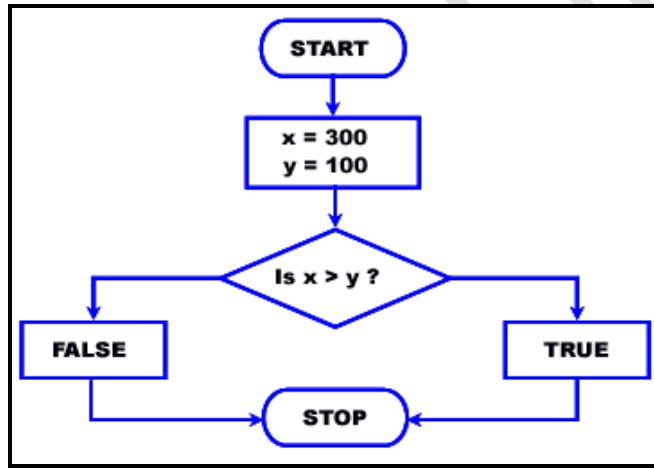 START
x = 300
y = 100
Is x > y ?
FALSE
TRUE
STOP